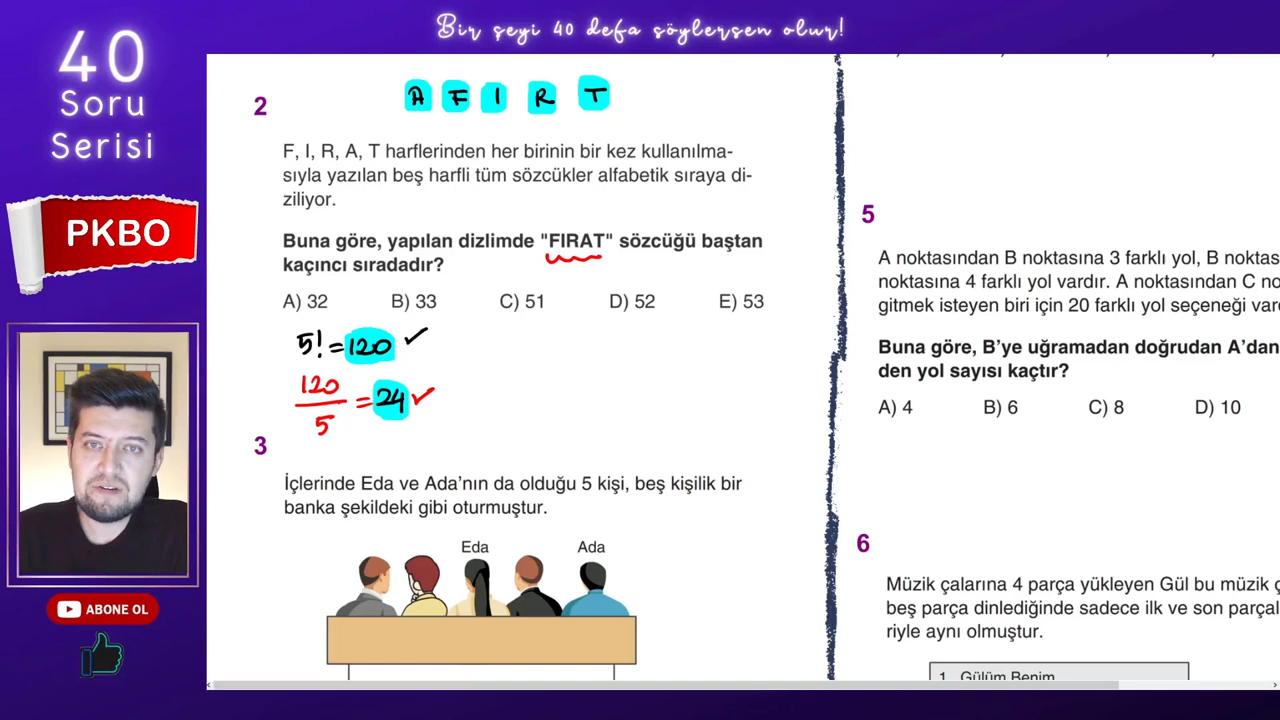 Bir şeyi 40 defa söylersen olur!
40
Soru
Serisi
PKBO
ABONE OL
2
A F I R T
F, I, R, A, T harflerinden her birinin bir kez kullanılma-
sıyla yazılan beş harfli tüm sözcükler alfabetik sıraya di-
ziliyor.
Buna göre, yapılan dizlimde "FIRAT" sözcüğü baştan
kaçıncı sıradadır?
A) 32 B) 33 C) 51 D) 52 E) 53
5! = 120
120
5
= 24
3
İçlerinde Eda ve Ada’nın da olduğu 5 kişi, beş kişilik bir
banka şekildeki gibi oturmuştur.
Eda Ada
5
A noktasından B noktasına 3 farklı yol, B noktas
noktasına 4 farklı yol vardır. A noktasından C no
gitmek isteyen biri için 20 farklı yol seçeneği var
Buna göre, B’ye uğramadan doğrudan A’dan
den yol sayısı kaçtır?
A) 4 B) 6 C) 8 D) 10
6
Müzik çalarına 4 parça yükleyen Gül bu müzik ç
beş parça dinlediğinde sadece ilk ve son parçal
riyle aynı olmuştur.
1. Gülüm Benim